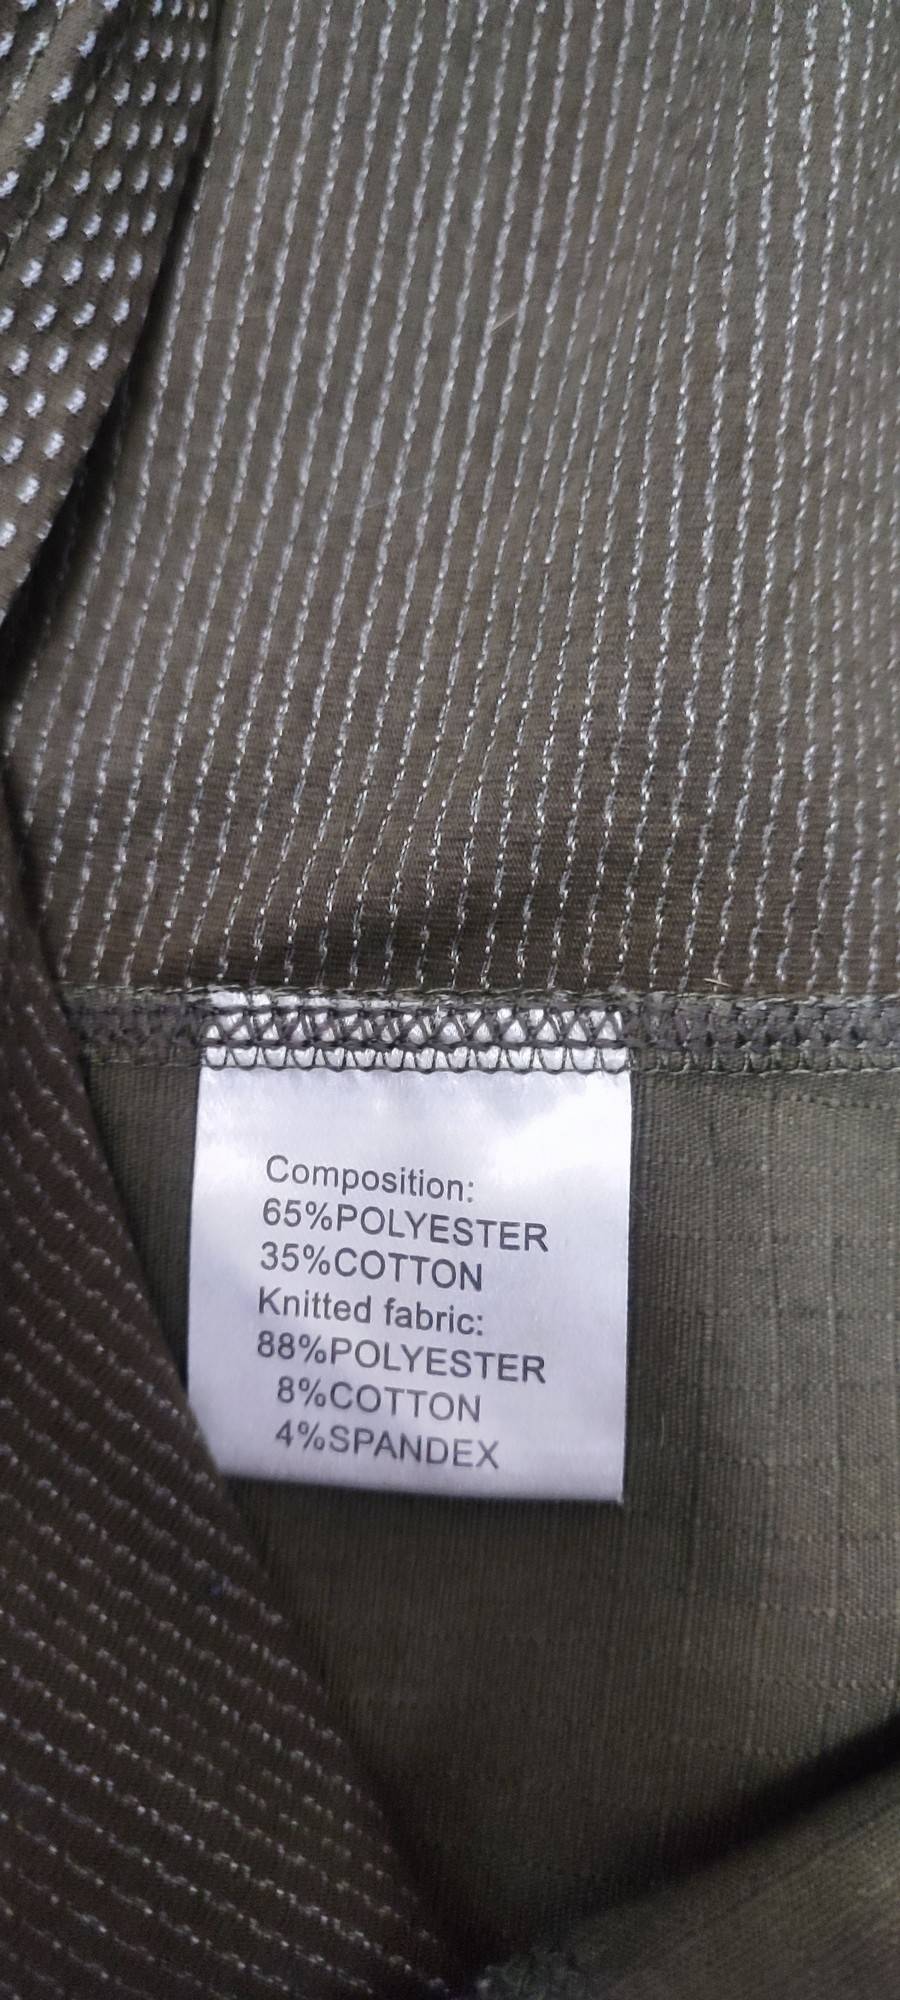 Composition:
65%POLYESTER
35%COTTON
Knitted fabric:
88%POLYESTER
8%COTTON
4%SPANDEX